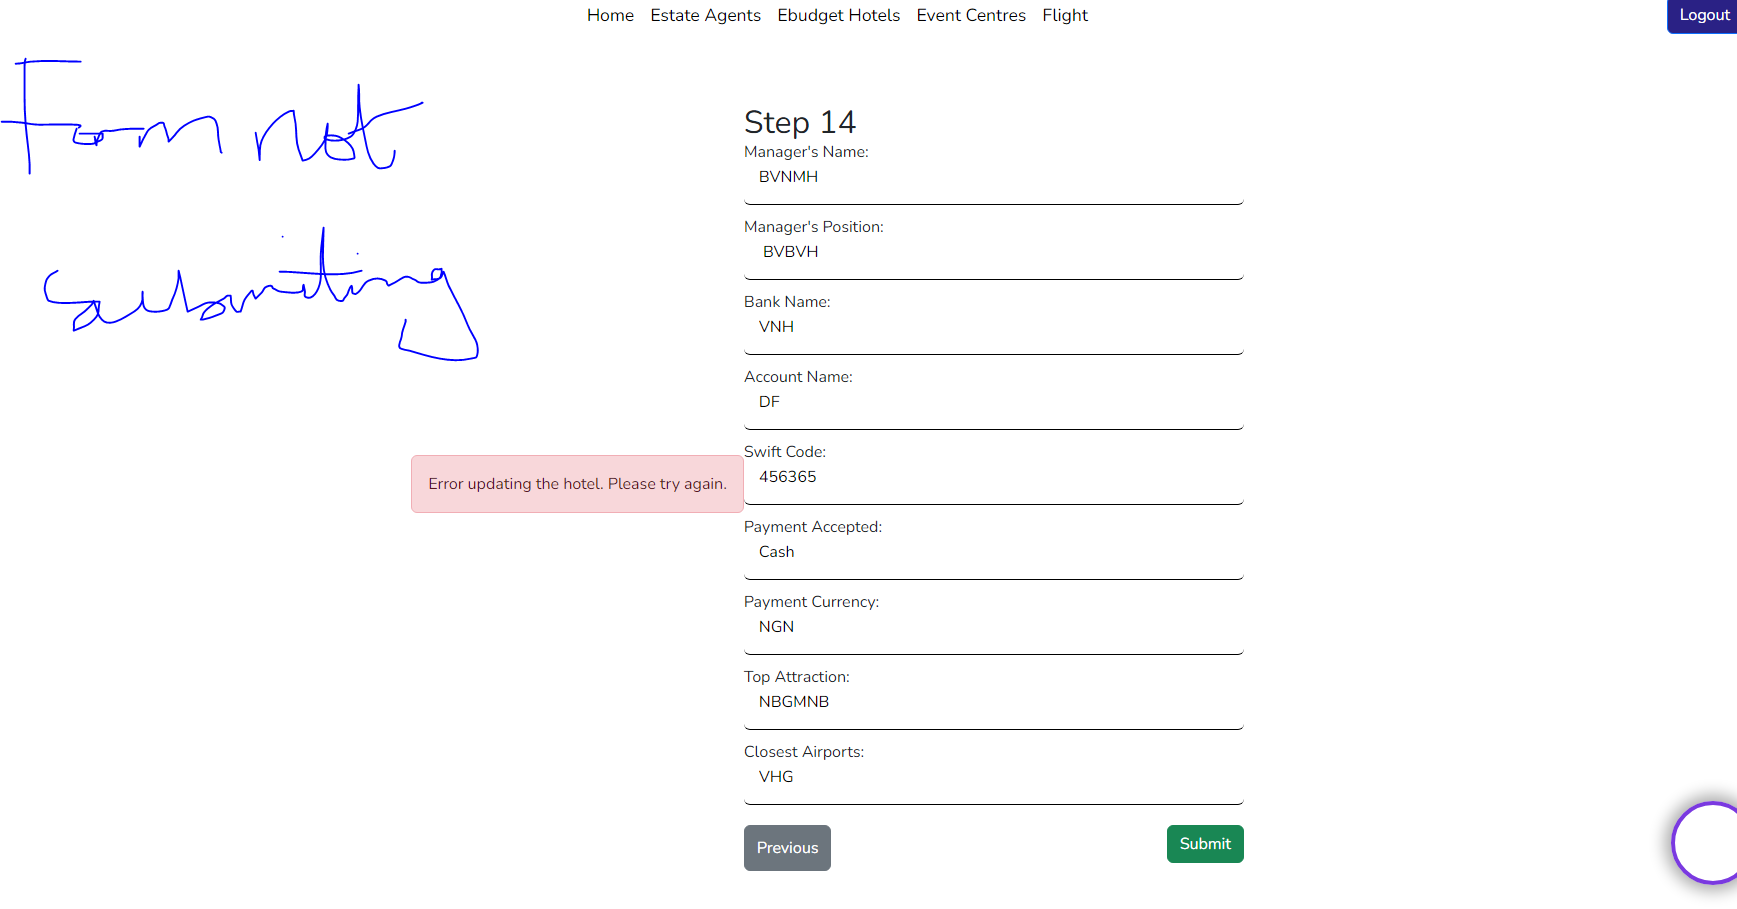 Home Estate Agents Ebudget Hotels Event Centres Flight Logout
Form not
submitting
Step 14
Manager's Name:
BVNMH
Manager's Position:
BVBVH
Bank Name:
VNH
Account Name:
DF
Swift Code:
456365
Error updating the hotel. Please try again.
Payment Accepted:
Cash
Payment Currency:
NGN
Top Attraction:
NBGMNB
Closest Airports:
VHG
Previous Submit